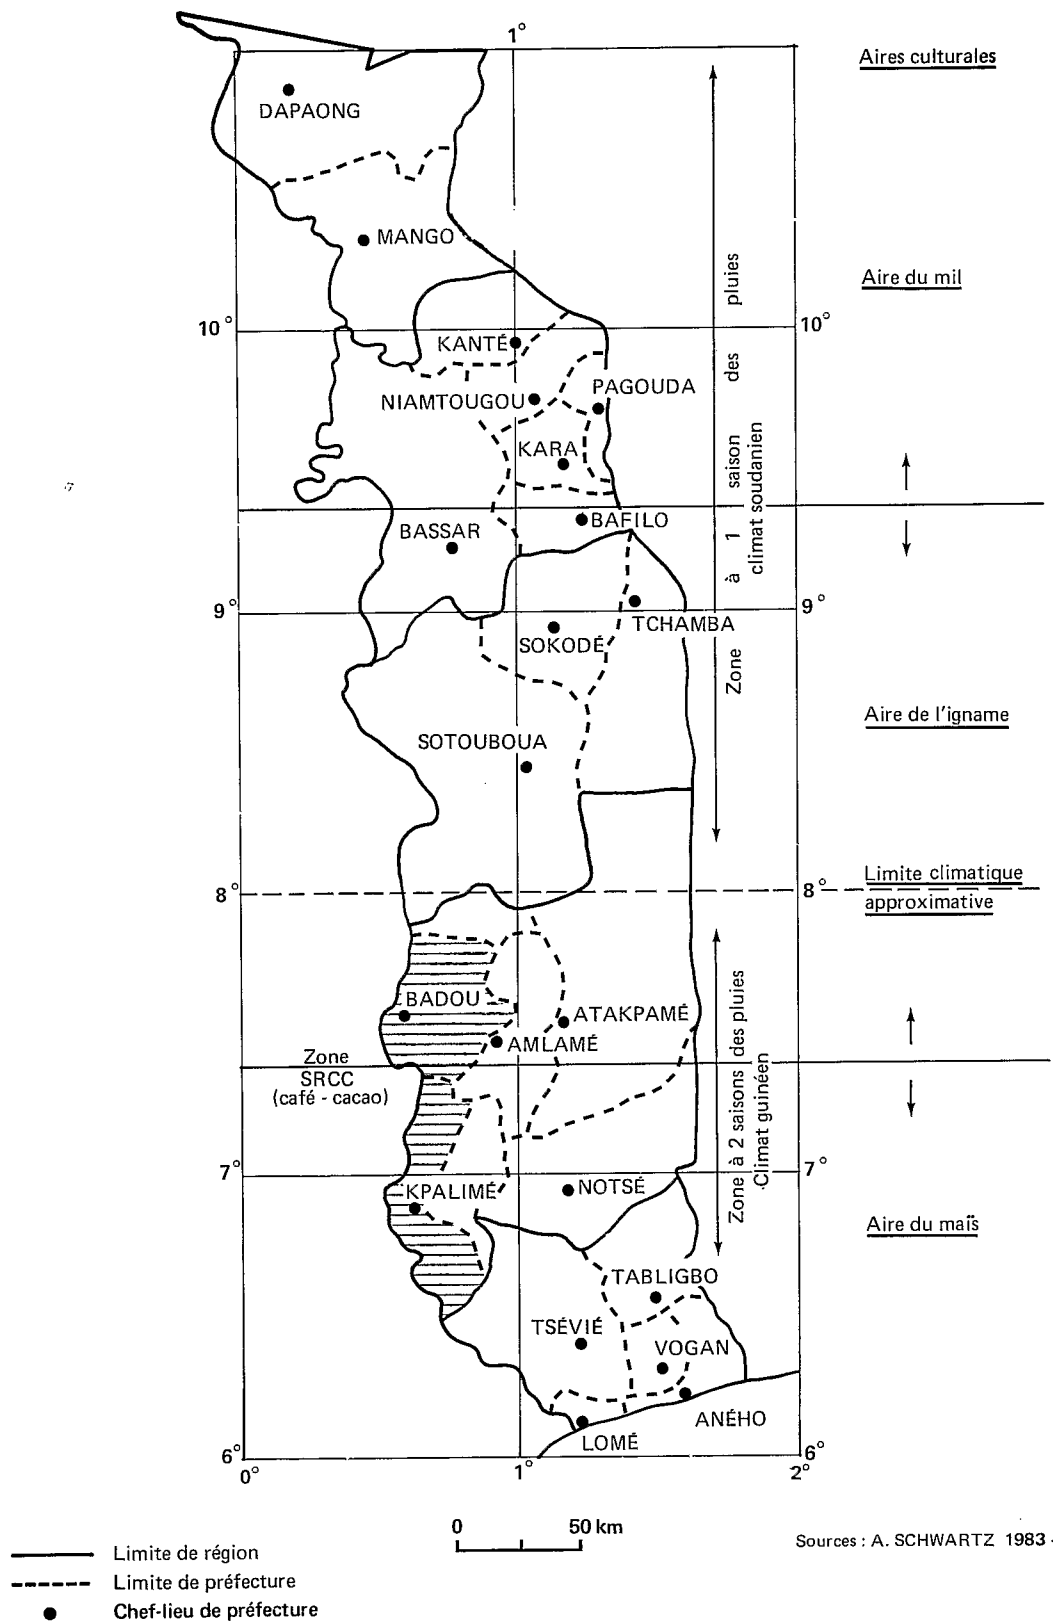 1°
Aires culturales
DAPAONG
MANGO
Aire du mil
10°
10°
KANTÉ
PAGOUDA
NIAMTOUGOU
KARA
BASSAR
BAFILO
9°
9°
TCHAMBA
SOKODÉ
Zone à 1 saison des pluies
climat soudanien
Aire de l'igname
SOTOUBOUA
8°
8°
Limite climatique
approximative
BADOU
ATAKPAMÉ
AMLAMÉ
Zone
SRCC
(café - cacao)
Zone à 2 saisons des pluies
Climat guinéen
7°
7°
KPALIMÉ
NOTSÉ
Aire du maïs
TABLIGBO
TSÉVIÉ
VOGAN
ANÉHO
LOMÉ
6°
6°
0°
1°
2°
0 50 km
Sources : A. SCHWARTZ 1983
Limite de région
Limite de préfecture
Chef-lieu de préfecture